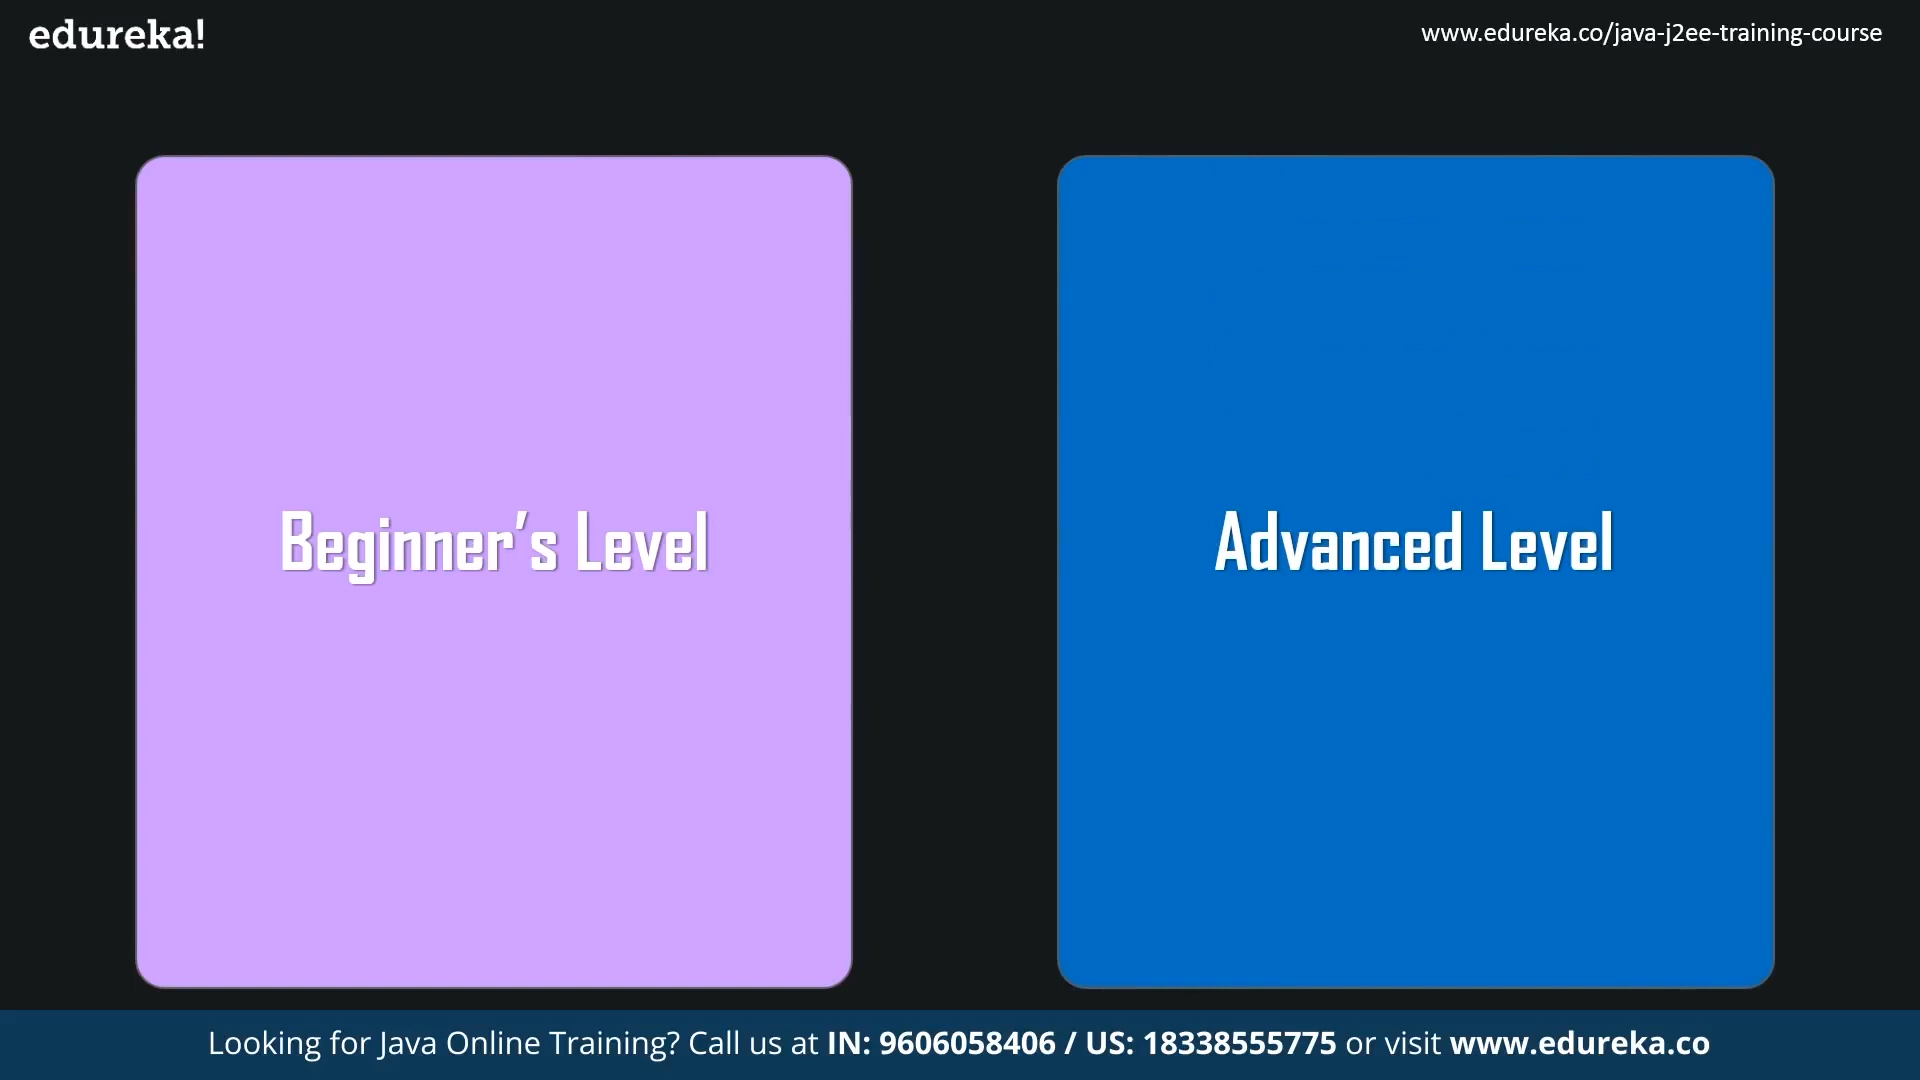 edureka!
www.edureka.co/java-j2ee-training-course
Beginner’s Level
Advanced Level
Looking for Java Online Training? Call us at IN: 9606058406 / US: 18338555775 or visit www.edureka.co